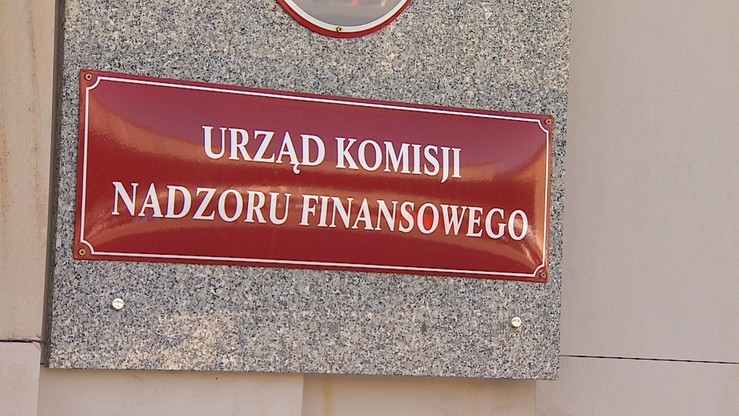 URZĄD KOMISJI
NADZORU FINANSOWEGO